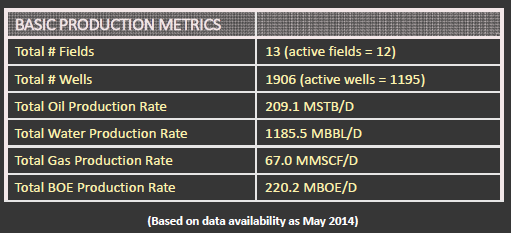 BASIC PRODUCTION METRICS
Total # Fields 13 (active fields = 12)
Total # Wells 1906 (active wells = 1195)
Total Oil Production Rate 209.1 MSTB/D
Total Water Production Rate 1185.5 MBBL/D
Total Gas Production Rate 67.0 MMSCF/D
Total BOE Production Rate 220.2 MBOE/D
(Based on data availability as May 2014)